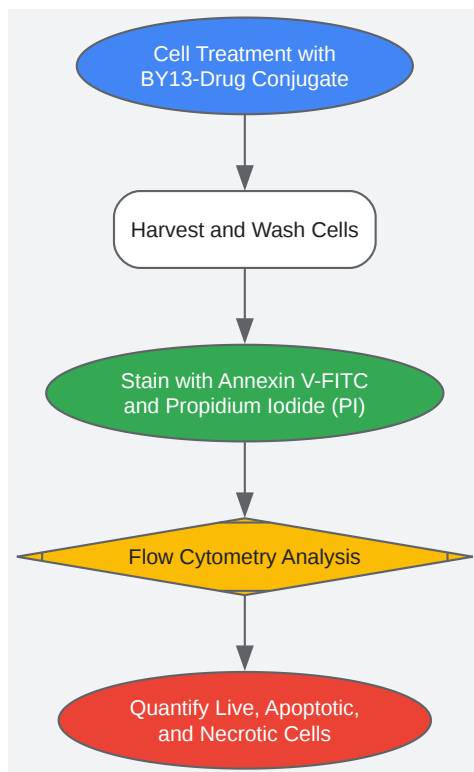 Cell Treatment with
BY13-Drug Conjugate
Harvest and Wash Cells
Stain with Annexin V-FITC
and Propidium Iodide (PI)
Flow Cytometry Analysis
Quantify Live, Apoptotic,
and Necrotic Cells